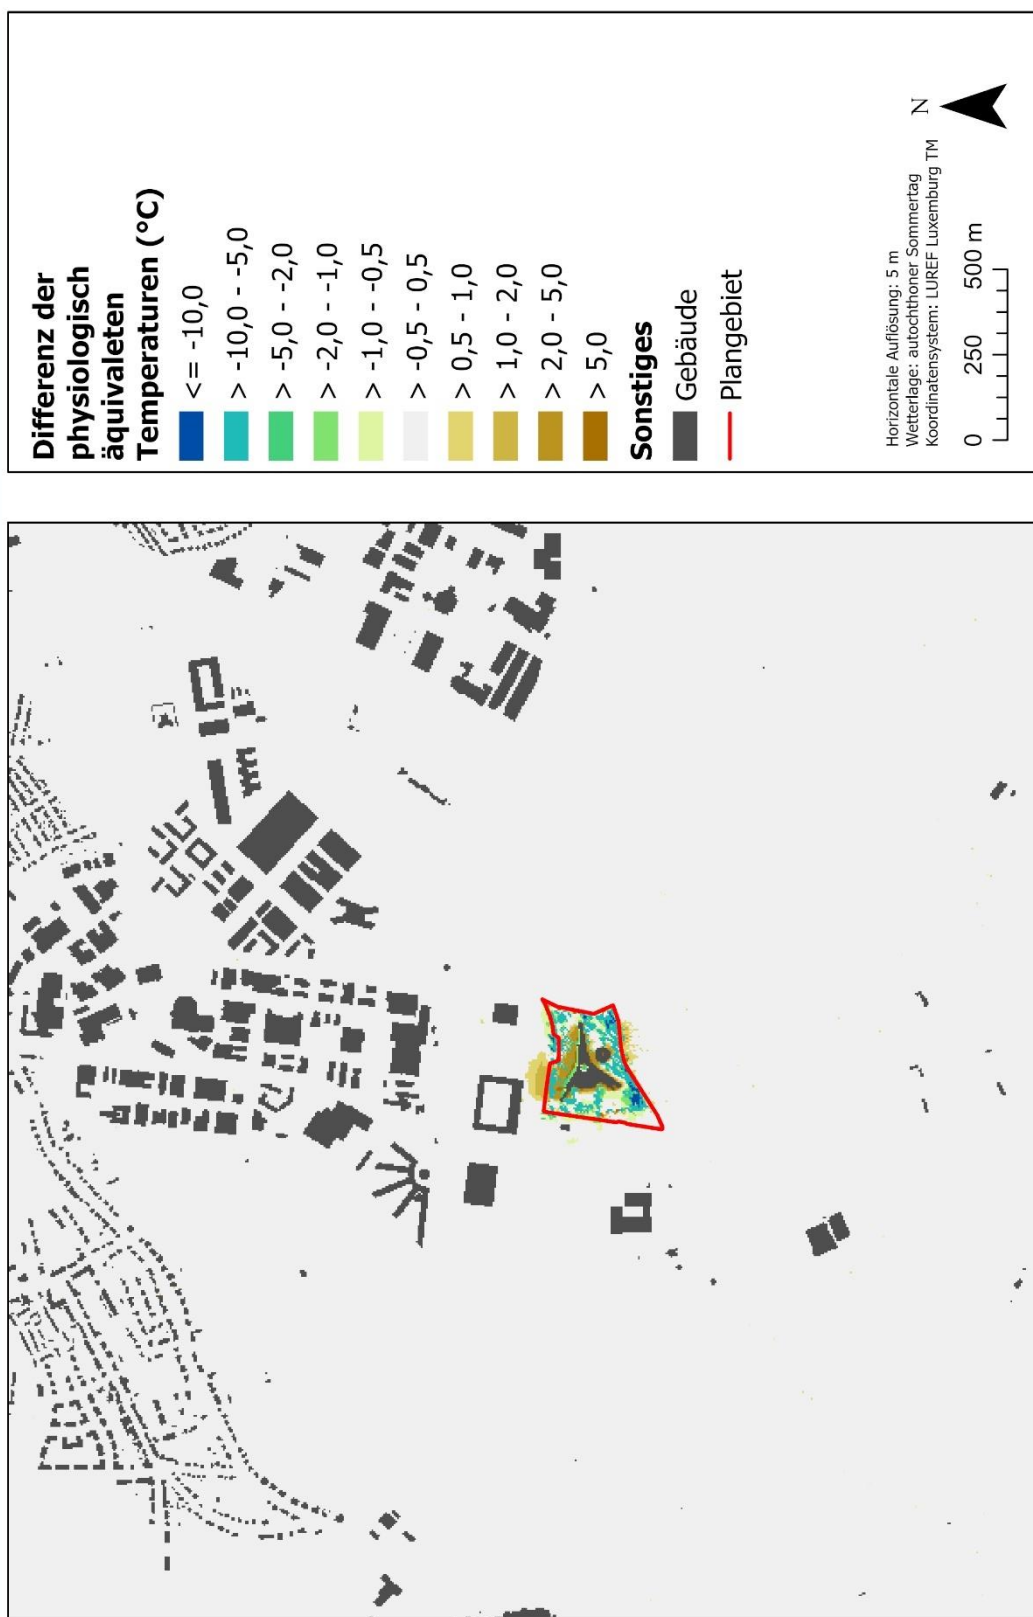 Differenz der
physiologisch
äquivaleten
Temperaturen (°C)
<= -10,0
> -10,0 - -5,0
> -5,0 - -2,0
> -2,0 - -1,0
> -1,0 - -0,5
> -0,5 - 0,5
> 0,5 - 1,0
> 1,0 - 2,0
> 2,0 - 5,0
> 5,0
Sonstiges
Gebäude
Plangebiet
Horizontale Auflösung: 5 m
Wetterlage: autochthoner Sommertag
Koordinatensystem: LUREF Luxemburg TM
N
0 250 500 m